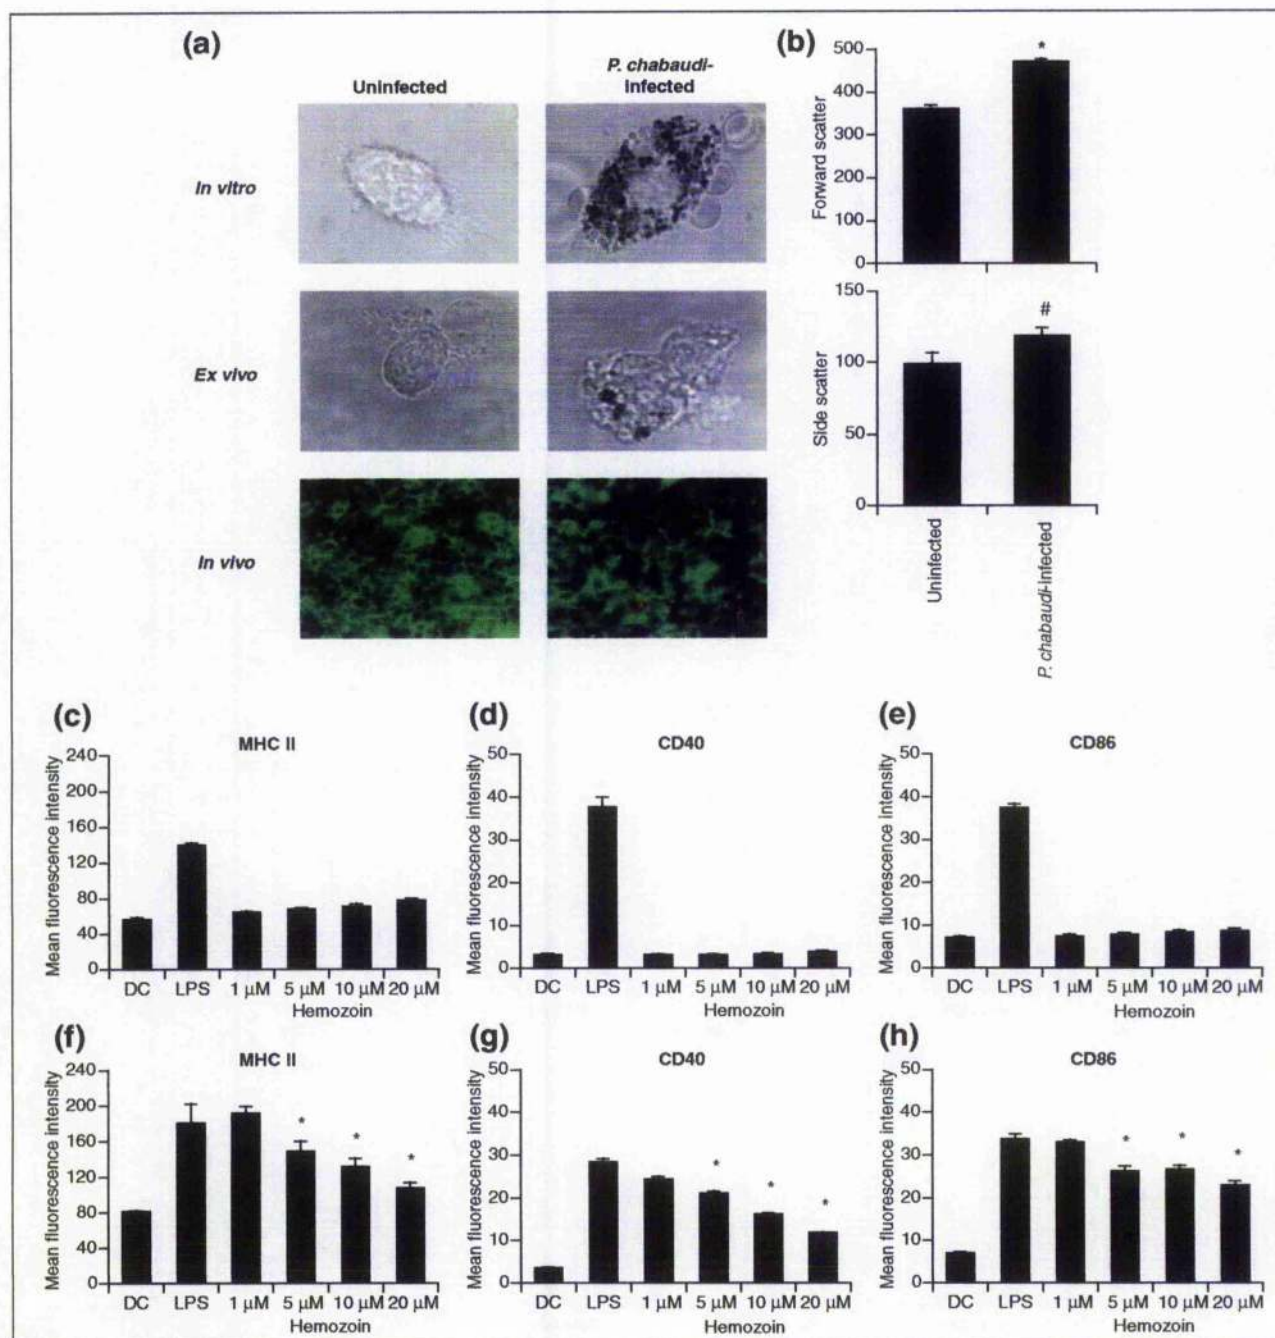 (a)
Uninfected
P. chabaudi-
infected
In vitro
Ex vivo
In vivo
(b)
500
400
300
200
100
0
Forward scatter
*
150
100
50
0
Side scatter
#
Uninfected
P. chabaudi-infected
(c)
MHC II
240
200
160
120
80
40
0
Mean fluorescence intensity
DC LPS 1 µM 5 µM 10 µM 20 µM
Hemozoin
(d)
CD40
50
40
30
20
10
0
Mean fluorescence intensity
DC LPS 1 µM 5 µM 10 µM 20 µM
Hemozoin
(e)
CD86
50
40
30
20
10
0
Mean fluorescence intensity
DC LPS 1 µM 5 µM 10 µM 20 µM
Hemozoin
(f)
MHC II
240
200
160
120
80
40
0
Mean fluorescence intensity
* * *
DC LPS 1 µM 5 µM 10 µM 20 µM
Hemozoin
(g)
CD40
50
40
30
20
10
0
Mean fluorescence intensity
* * *
DC LPS 1 µM 5 µM 10 µM 20 µM
Hemozoin
(h)
CD86
50
40
30
20
10
0
Mean fluorescence intensity
* * *
DC LPS 1 µM 5 µM 10 µM 20 µM
Hemozoin